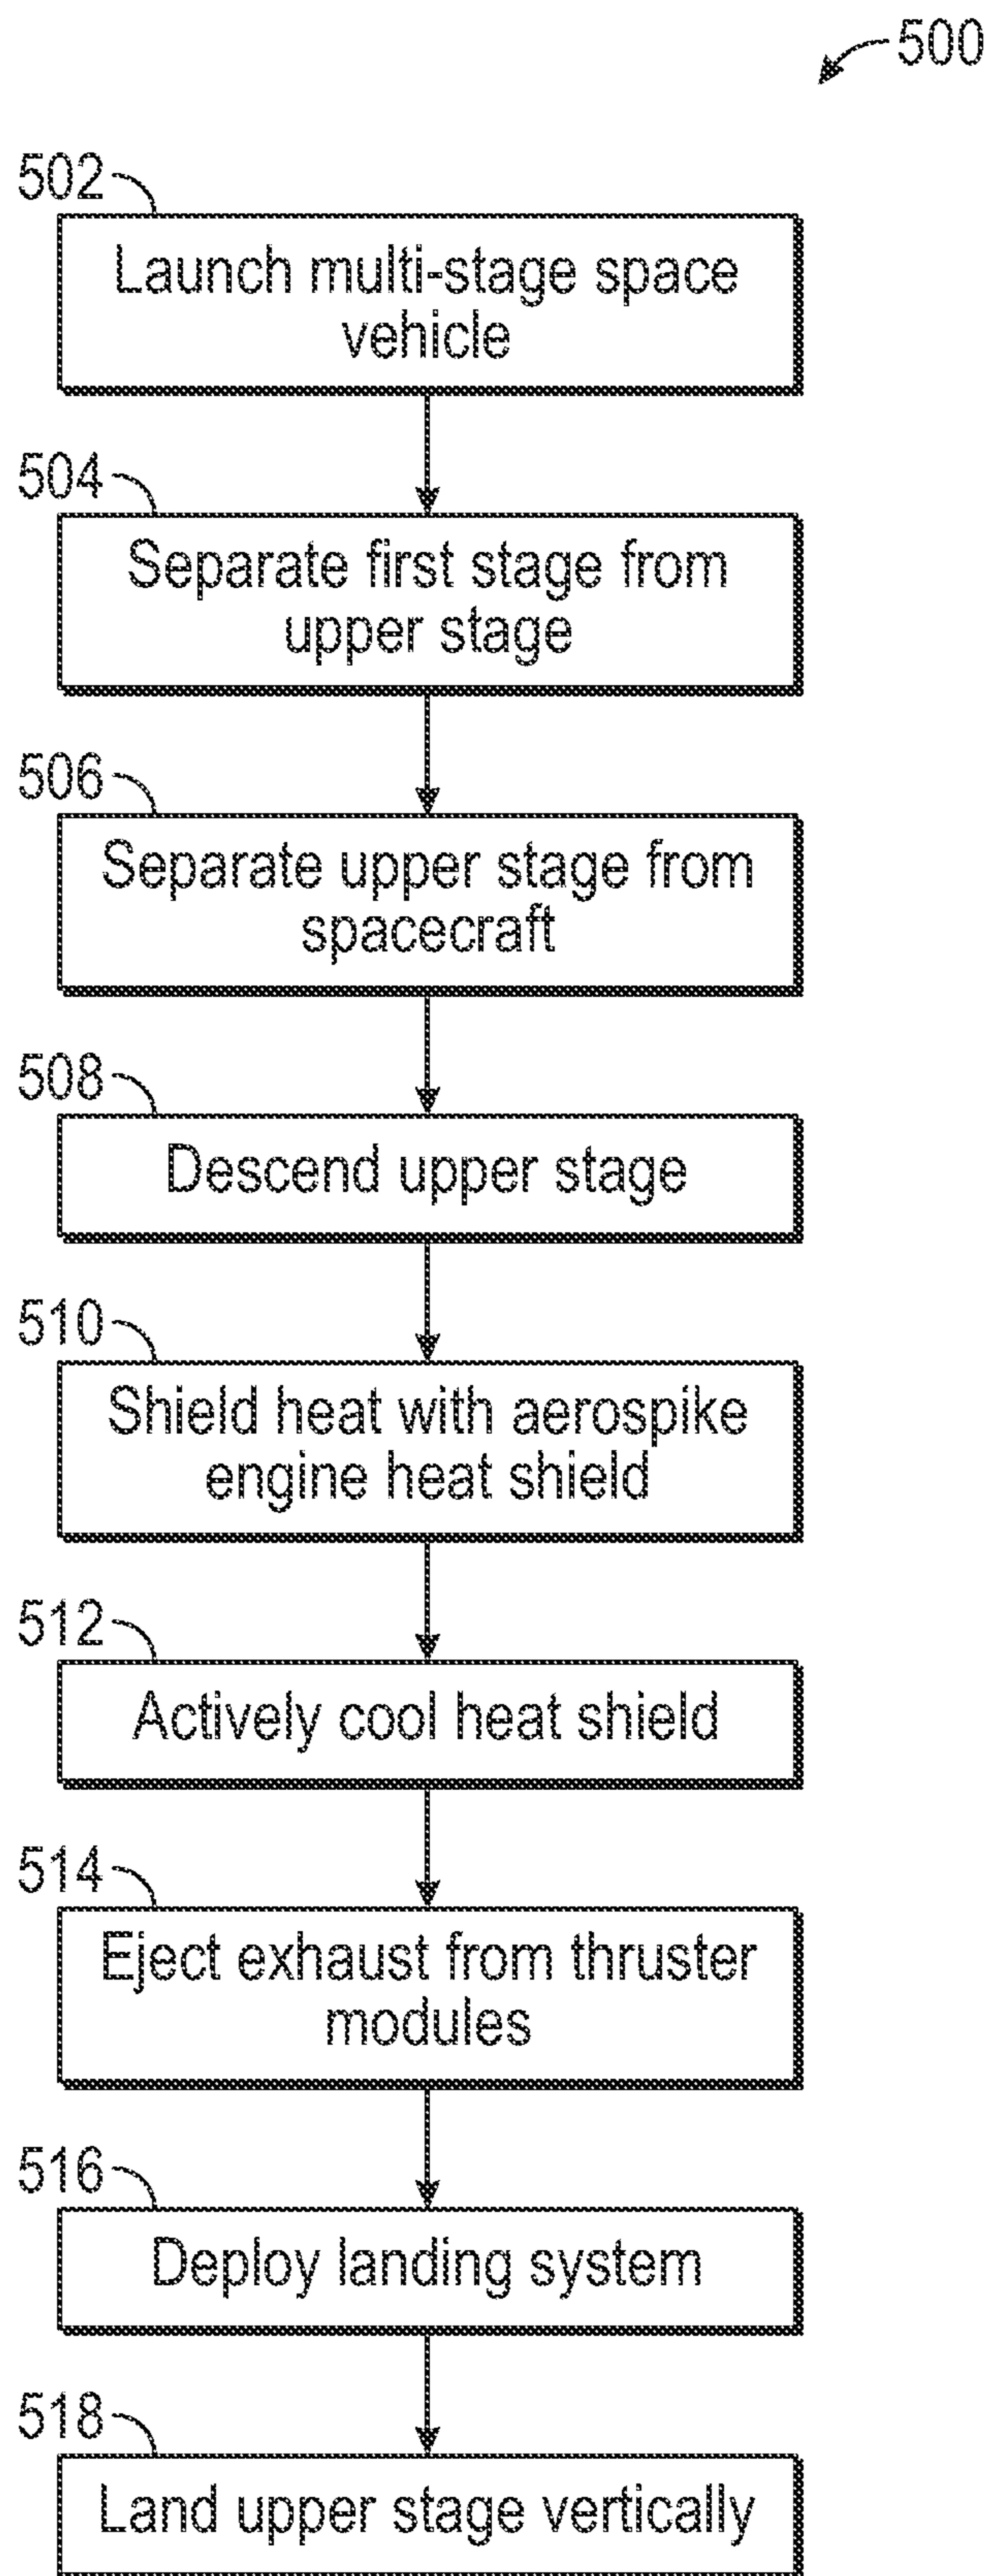 500
502
Launch multi-stage space
vehicle
504
Separate first stage from
upper stage
506
Separate upper stage from
spacecraft
508
Descend upper stage
510
Shield heat with aerospike
engine heat shield
512
Actively cool heat shield
514
Eject exhaust from thruster
modules
516
Deploy landing system
518
Land upper stage vertically